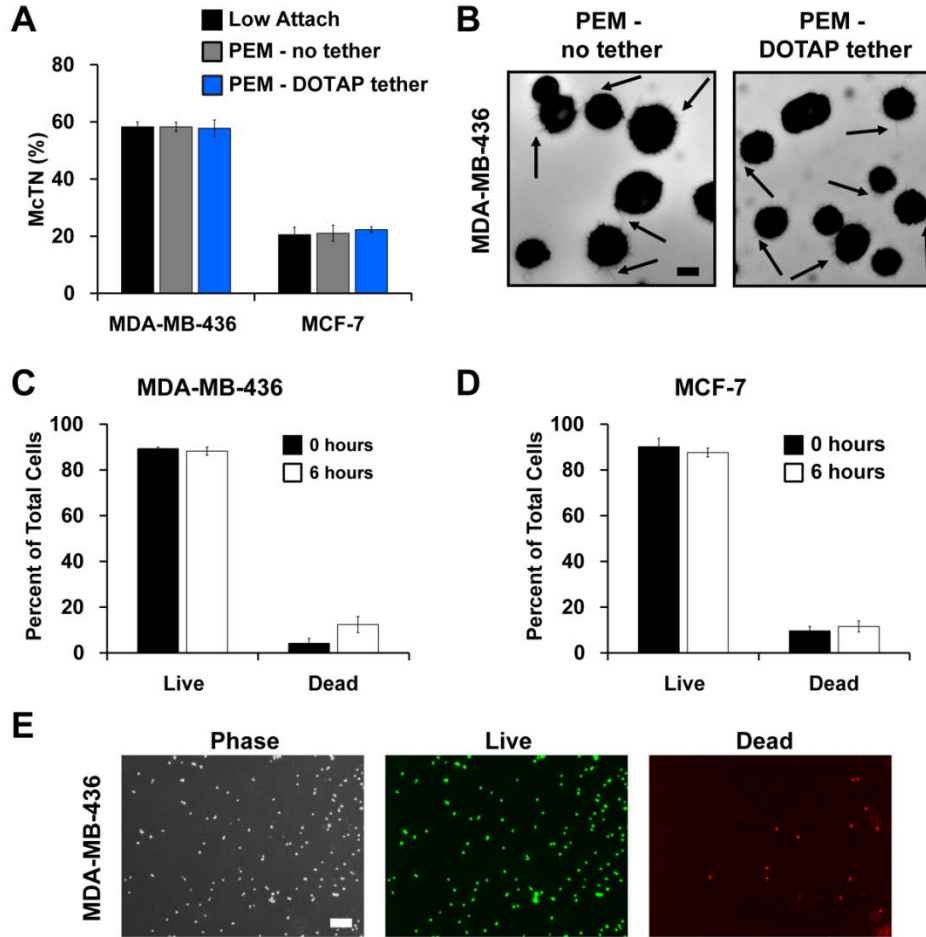 A
Low Attach
PEM - no tether
PEM - DOTAP tether
McTN (%)
80
60
40
20
0
MDA-MB-436
MCF-7
B
PEM -
no tether
PEM -
DOTAP tether
MDA-MB-436
C
MDA-MB-436
Percent of Total Cells
100
80
60
40
20
0
0 hours
6 hours
Live
Dead
D
MCF-7
Percent of Total Cells
100
80
60
40
20
0
0 hours
6 hours
Live
Dead
E
Phase
Live
Dead
MDA-MB-436